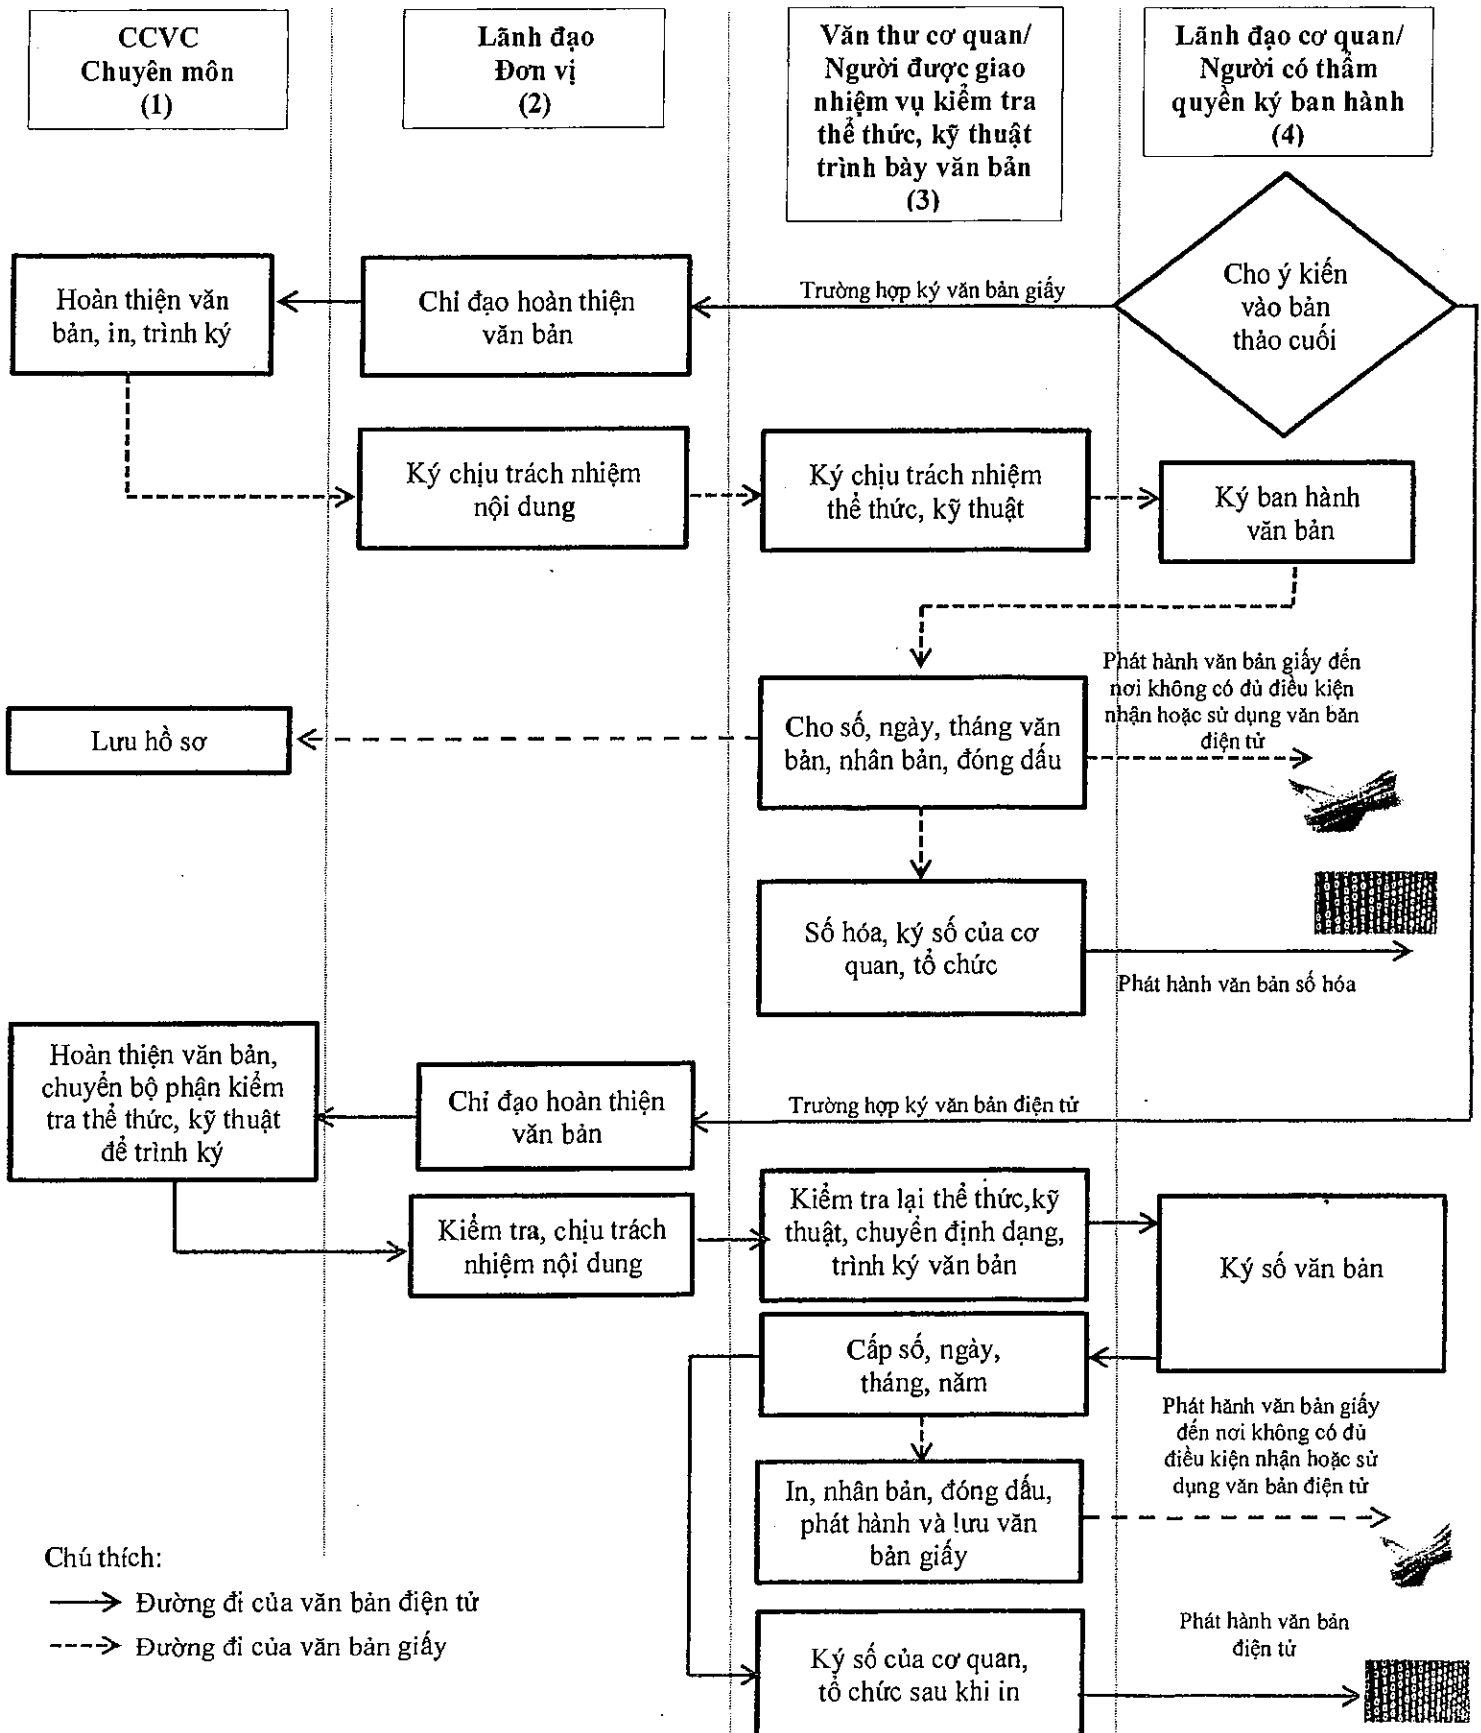 CCVC
Chuyên môn
(1)
Lãnh đạo
Đơn vị
(2)
Văn thư cơ quan/
Người được giao
nhiệm vụ kiểm tra
thể thức, kỹ thuật
trình bày văn bản
(3)
Lãnh đạo cơ quan/
Người có thẩm
quyền ký ban hành
(4)
Hoàn thiện văn
bản, in, trình ký
Chỉ đạo hoàn thiện
văn bản
Trường hợp ký văn bản giấy
Cho ý kiến
vào bản
thảo cuối
Ký chịu trách nhiệm
nội dung
Ký chịu trách nhiệm
thể thức, kỹ thuật
Ký ban hành
văn bản
Lưu hồ sơ
Cho số, ngày, tháng văn
bản, nhân bản, đóng dấu
Phát hành văn bản giấy đến
nơi không có đủ điều kiện
nhận hoặc sử dụng văn bản
điện tử
Số hóa, ký số của cơ
quan, tổ chức
Phát hành văn bản số hóa
Hoàn thiện văn bản,
chuyển bộ phận kiểm
tra thể thức, kỹ thuật
để trình ký
Chỉ đạo hoàn thiện
văn bản
Trường hợp ký văn bản điện tử
Kiểm tra, chịu trách
nhiệm nội dung
Kiểm tra lại thể thức,kỹ
thuật, chuyển định dạng,
trình ký văn bản
Ký số văn bản
Cấp số, ngày,
tháng, năm
Phát hành văn bản giấy
đến nơi không có đủ
điều kiện nhận hoặc sử
dụng văn bản điện tử
In, nhân bản, đóng dấu,
phát hành và lưu văn
bản giấy
Chú thích:
Đường đi của văn bản điện tử
Đường đi của văn bản giấy
Ký số của cơ quan,
tổ chức sau khi in
Phát hành văn bản
điện tử